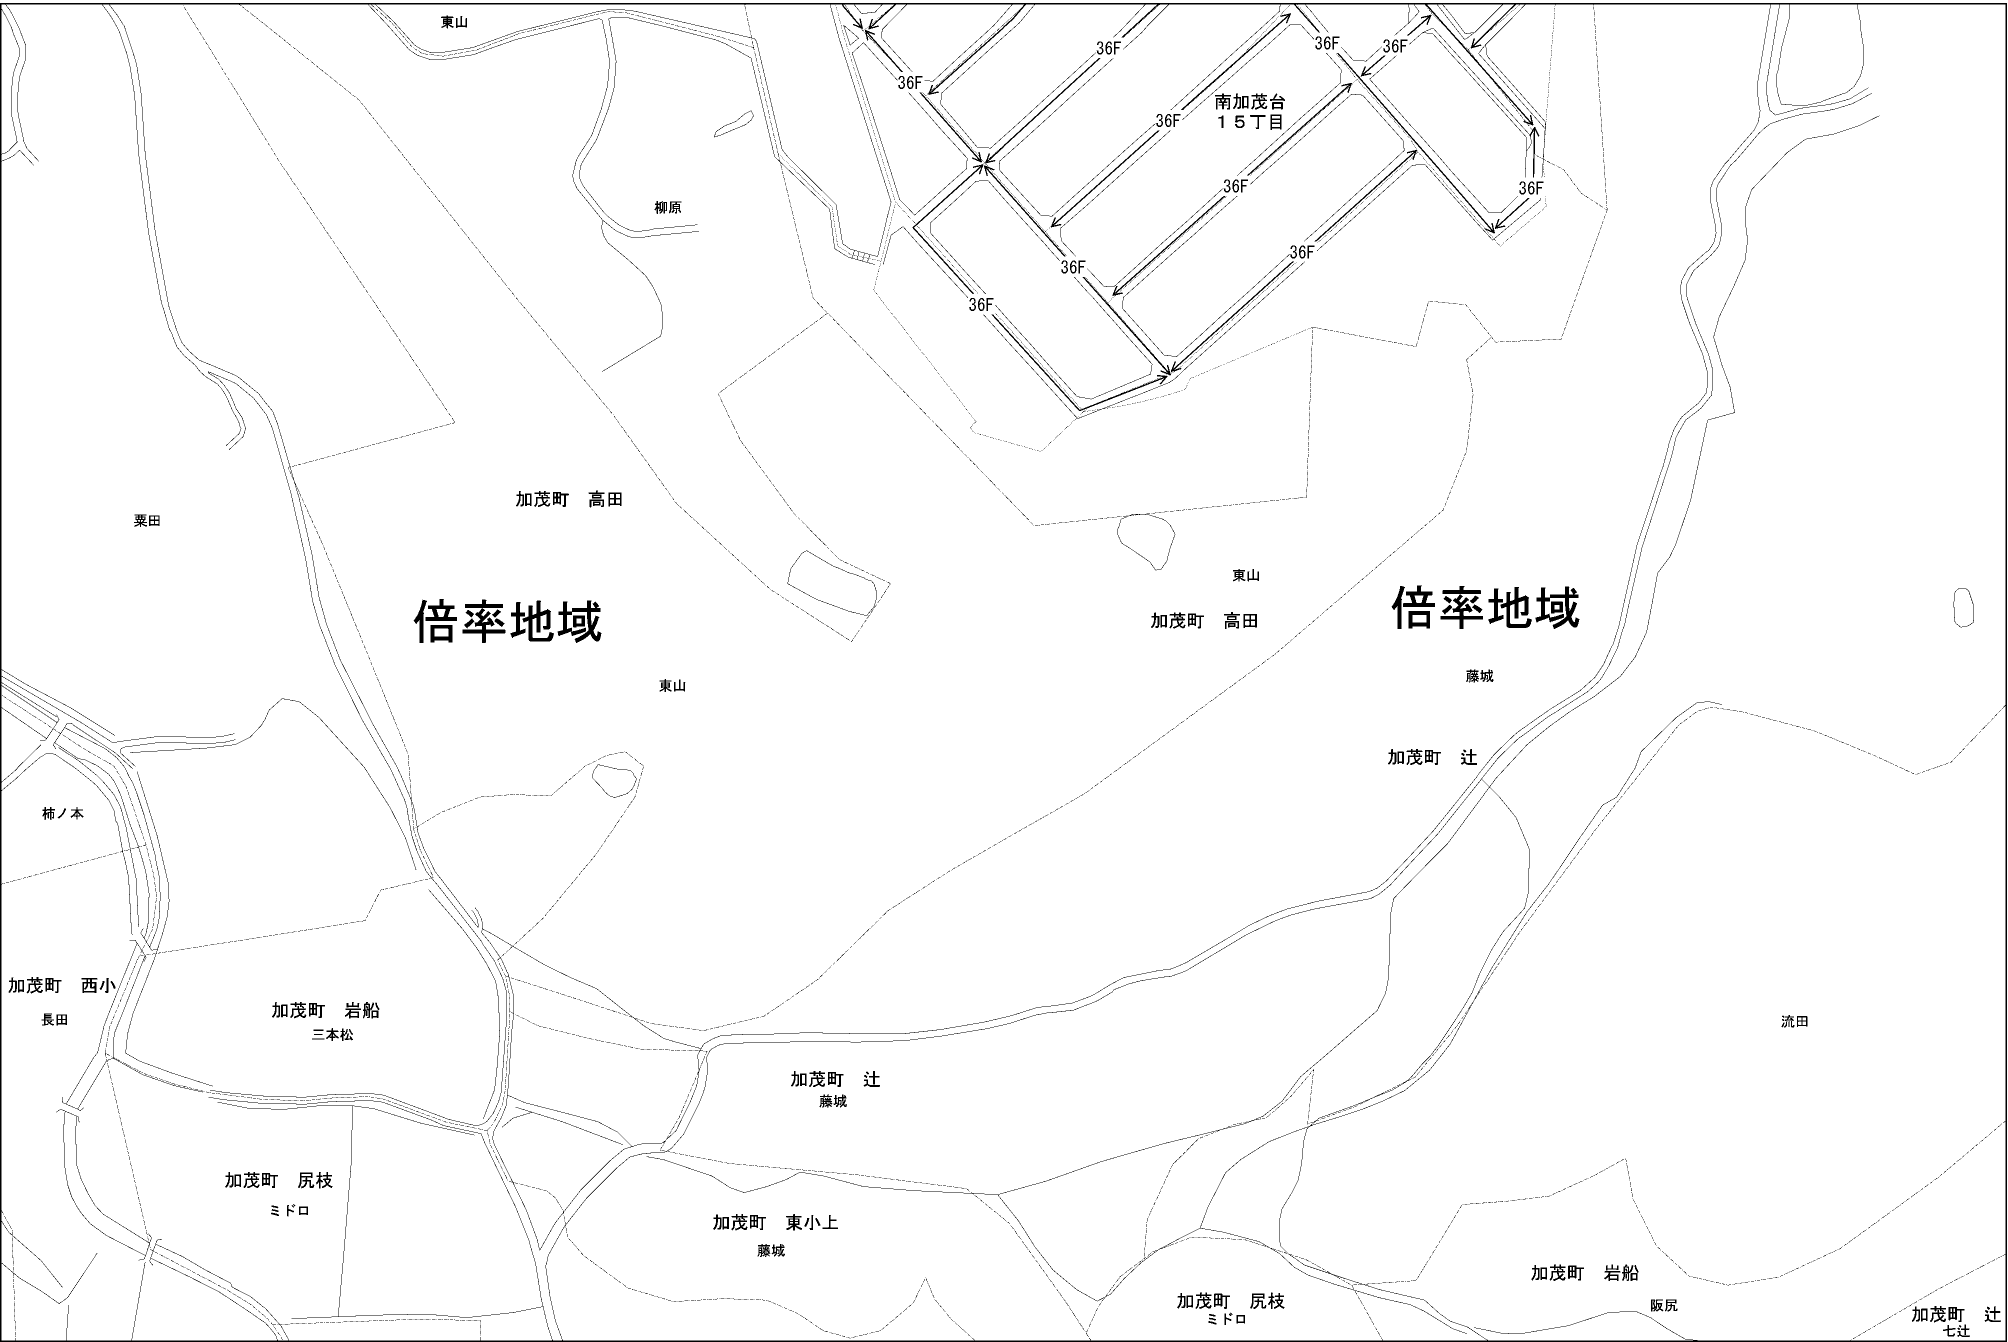 東山
36F
36F
36F
36F
36F
南加茂台
15丁目
36F
36F
36F
柳原
36F
36F
36F
加茂町 高田
粟田
東山
倍率地域
倍率地域
加茂町 高田
藤城
東山
加茂町 辻
柿ノ本
加茂町 西小
長田
加茂町 岩船
三本松
流田
加茂町 辻
藤城
加茂町 尻枝
ミドロ
加茂町 東小上
藤城
加茂町 岩船
阪尻
加茂町 尻枝
ミドロ
加茂町 辻
七辻